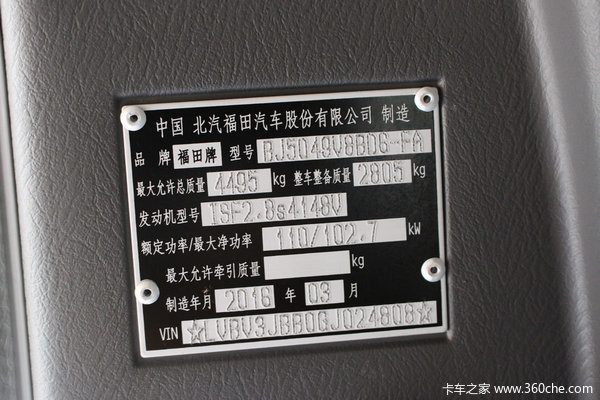 中国 北汽福田汽车股份有限公司 制造
品牌 福田牌 型号 BJ5049V8BD6-FA
最大允许总质量 4495 kg 整车整备质量 2805 kg
发动机型号 ISF2.8s4148V
额定功率/最大净功率 110/102.7 kW
最大允许牵引质量 kg
制造年月 2016 年 03 月
VIN ☆LVBV3JBB0GJ024808☆
卡车之家 www.360che.com